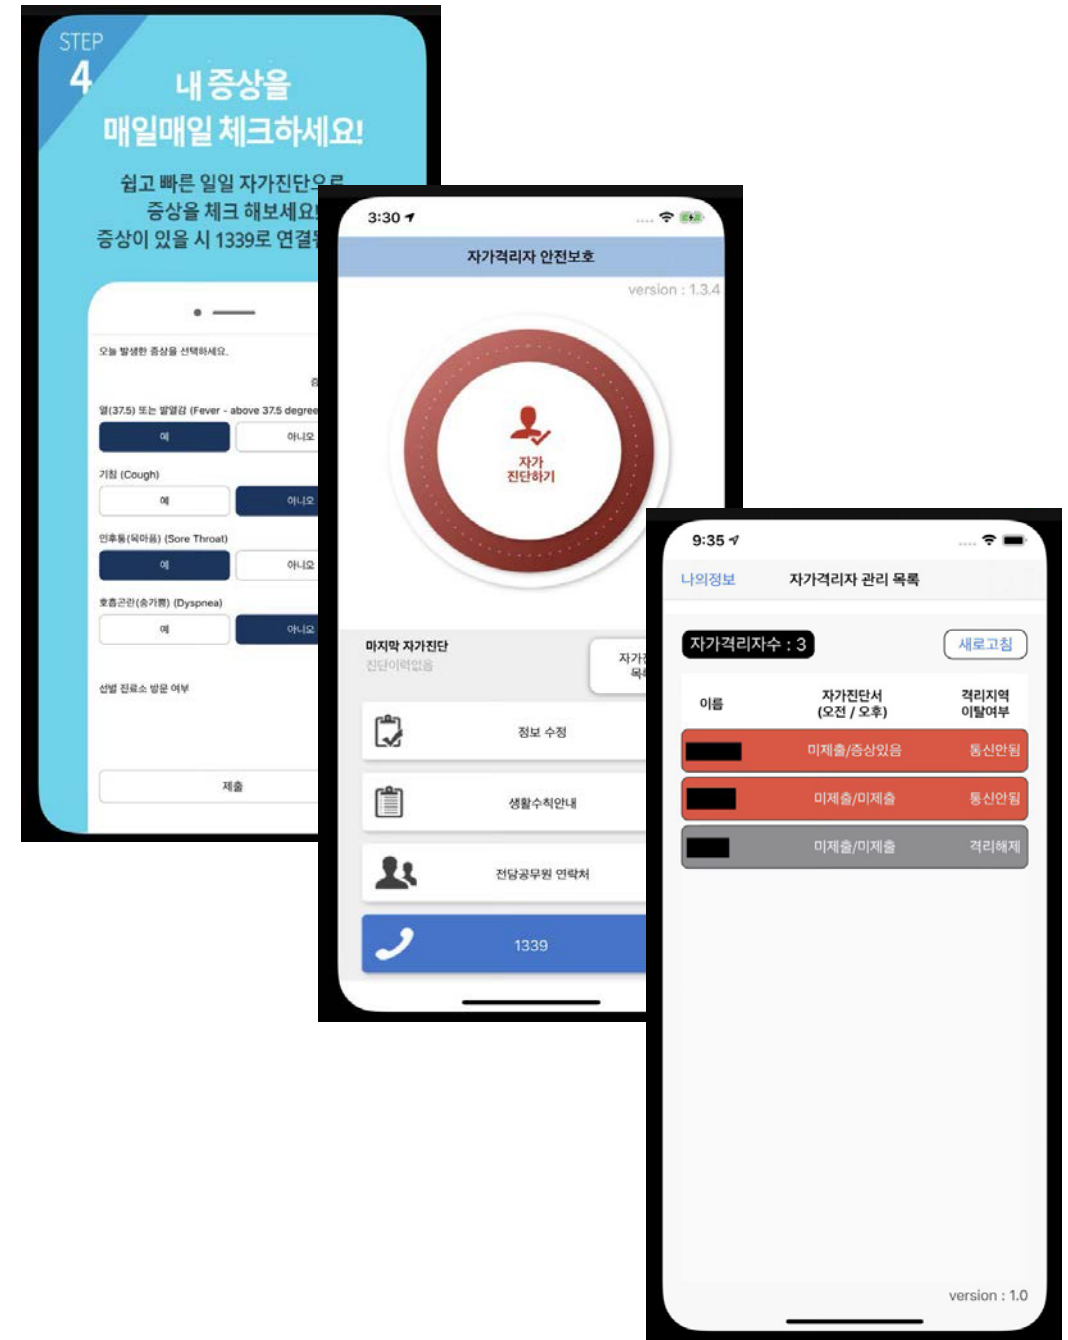 STEP
4
내 증상을
매일매일 체크하세요!
쉽고 빠른 일일 자가진단으로
증상을 체크 해보세요!
증상이 있을 시 1339로 연결
오늘 발생한 증상을 선택하세요.
열(37.5) 또는 발열감 (Fever - above 37.5 degree
예
아니오
기침 (Cough)
예
아니오
인후통(목아픔) (Sore Throat)
예
아니오
호흡곤란(숨가쁨) (Dyspnea)
예
아니오
선별 진료소 방문 여부
제출
3:30
자가격리자 안전보호
version : 1.3.4
자가
진단하기
마지막 자가진단
진단이력없음
정보 수정
생활수칙안내
전담공무원 연락처
1339
9:35
나의정보 자가격리자 관리 목록
자가격리자수 : 3 새로고침
이름
자가진단서
(오전 / 오후)
격리지역
이탈여부
미제출/증상있음 통신안됨
미제출/미제출 통신안됨
미제출/미제출 격리해제
version : 1.0